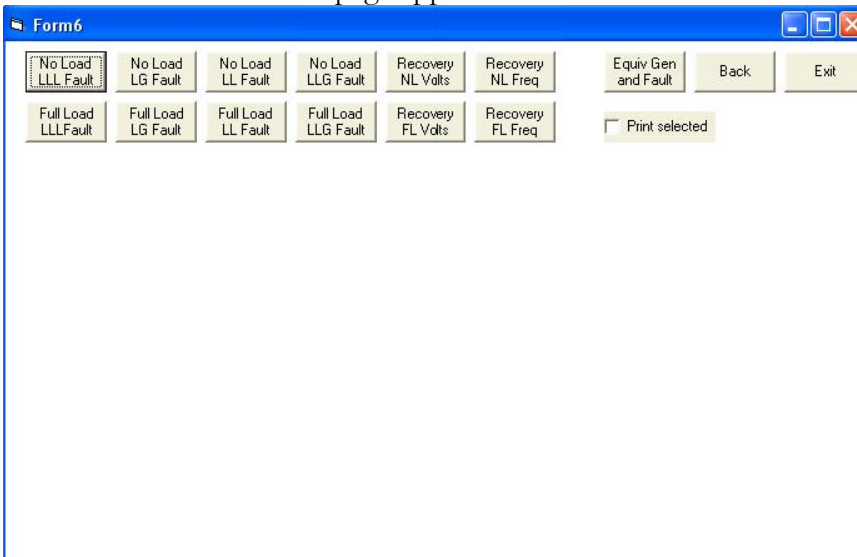 Form6
No Load
LLL Fault
No Load
LG Fault
No Load
LL Fault
No Load
LLG Fault
Recovery
NL Volts
Recovery
NL Freq
Equiv Gen
and Fault
Back
Exit
Full Load
LLLFault
Full Load
LG Fault
Full Load
LL Fault
Full Load
LLG Fault
Recovery
FL Volts
Recovery
FL Freq
Print selected